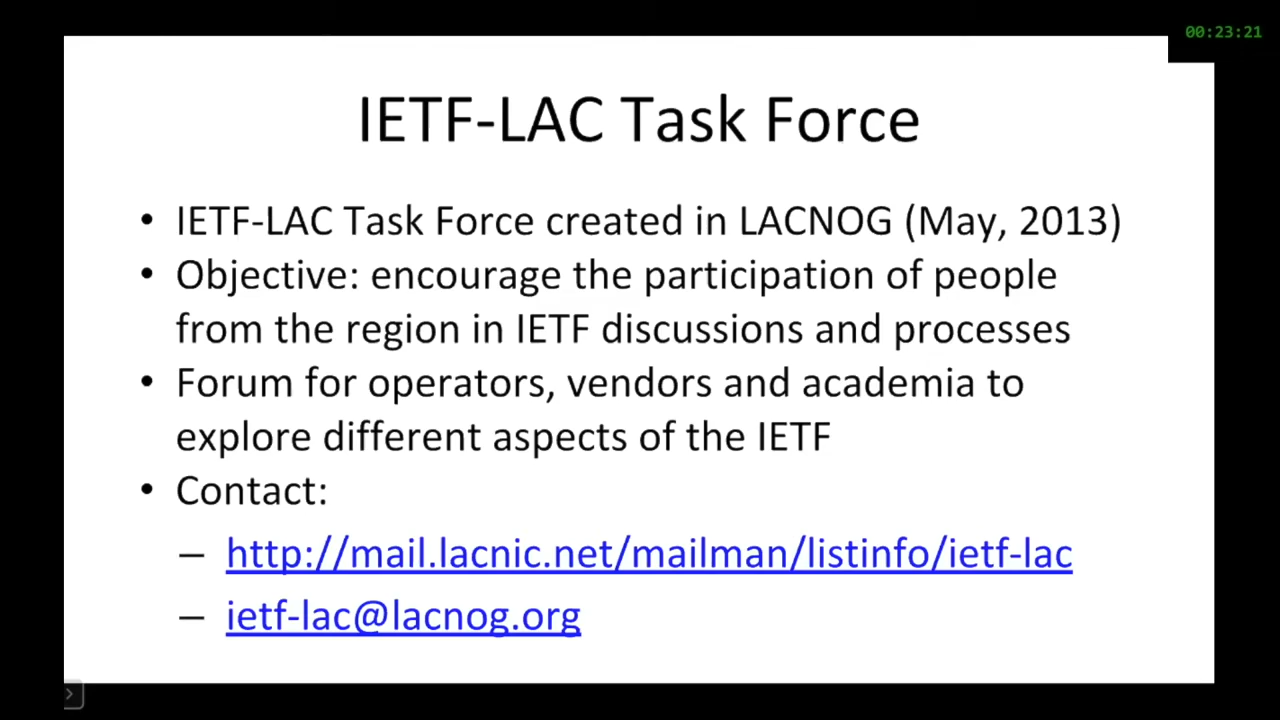 00:23:21
IETF-LAC Task Force
• IETF-LAC Task Force created in LACNOG (May, 2013)
• Objective: encourage the participation of people
from the region in IETF discussions and processes
• Forum for operators, vendors and academia to
explore different aspects of the IETF
• Contact:
– http://mail.lacnic.net/mailman/listinfo/ietf-lac
– ietf-lac@lacnog.org